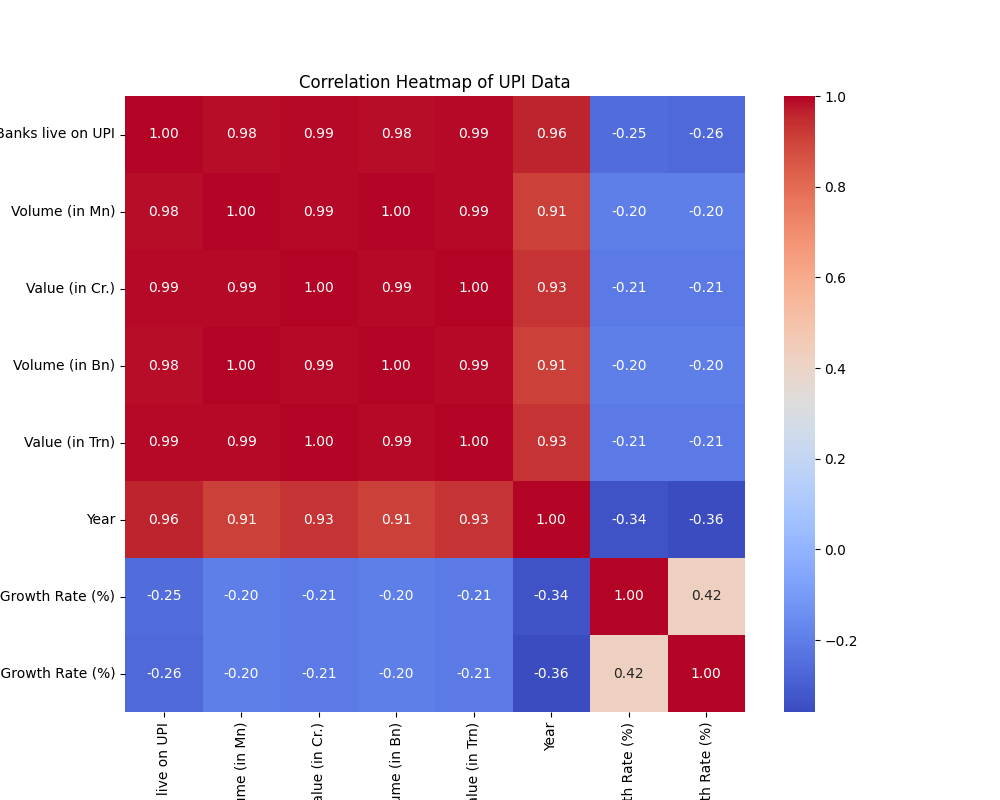 Correlation Heatmap of UPI Data
Banks live on UPI 1.00 0.98 0.99 0.98 0.99 0.96 -0.25 -0.26
Volume (in Mn) 0.98 1.00 0.99 1.00 0.99 0.91 -0.20 -0.20
Value (in Cr.) 0.99 0.99 1.00 0.99 1.00 0.93 -0.21 -0.21
Volume (in Bn) 0.98 1.00 0.99 1.00 0.99 0.91 -0.20 -0.20
Value (in Trn) 0.99 0.99 1.00 0.99 1.00 0.93 -0.21 -0.21
Year 0.96 0.91 0.93 0.91 0.93 1.00 -0.34 -0.36
Growth Rate (%) -0.25 -0.20 -0.21 -0.20 -0.21 -0.34 1.00 0.42
Growth Rate (%) -0.26 -0.20 -0.21 -0.20 -0.21 -0.36 0.42 1.00
live on UPI
ume (in Mn)
alue (in Cr.)
ume (in Bn)
alue (in Trn)
Year
th Rate (%)
th Rate (%)
1.0
0.8
0.6
0.4
0.2
0.0
−0.2